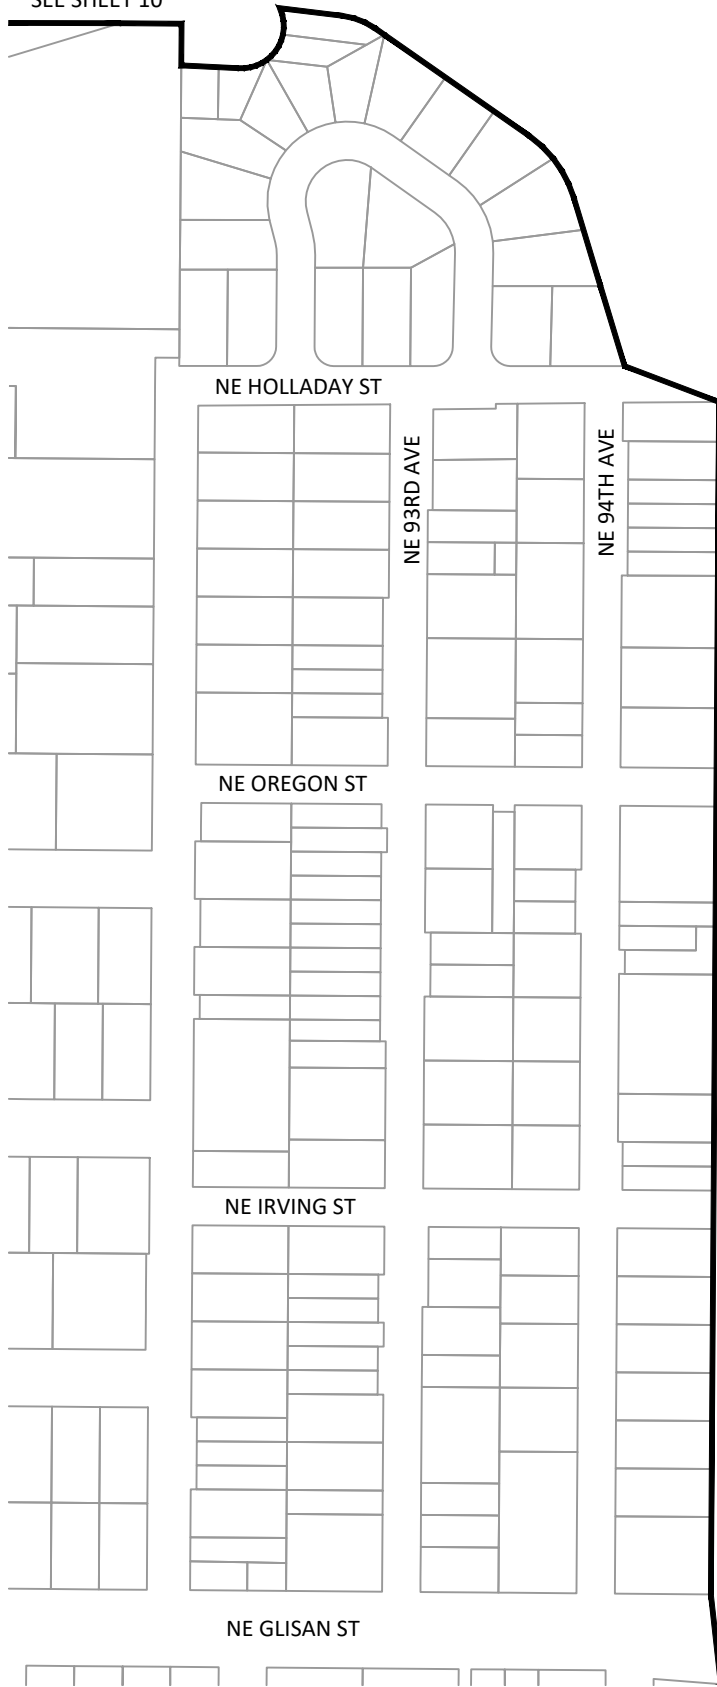 SEE SHEET 10
NE HOLLADAY ST
NE 93RD AVE
NE 94TH AVE
NE OREGON ST
NE IRVING ST
NE GLISAN ST